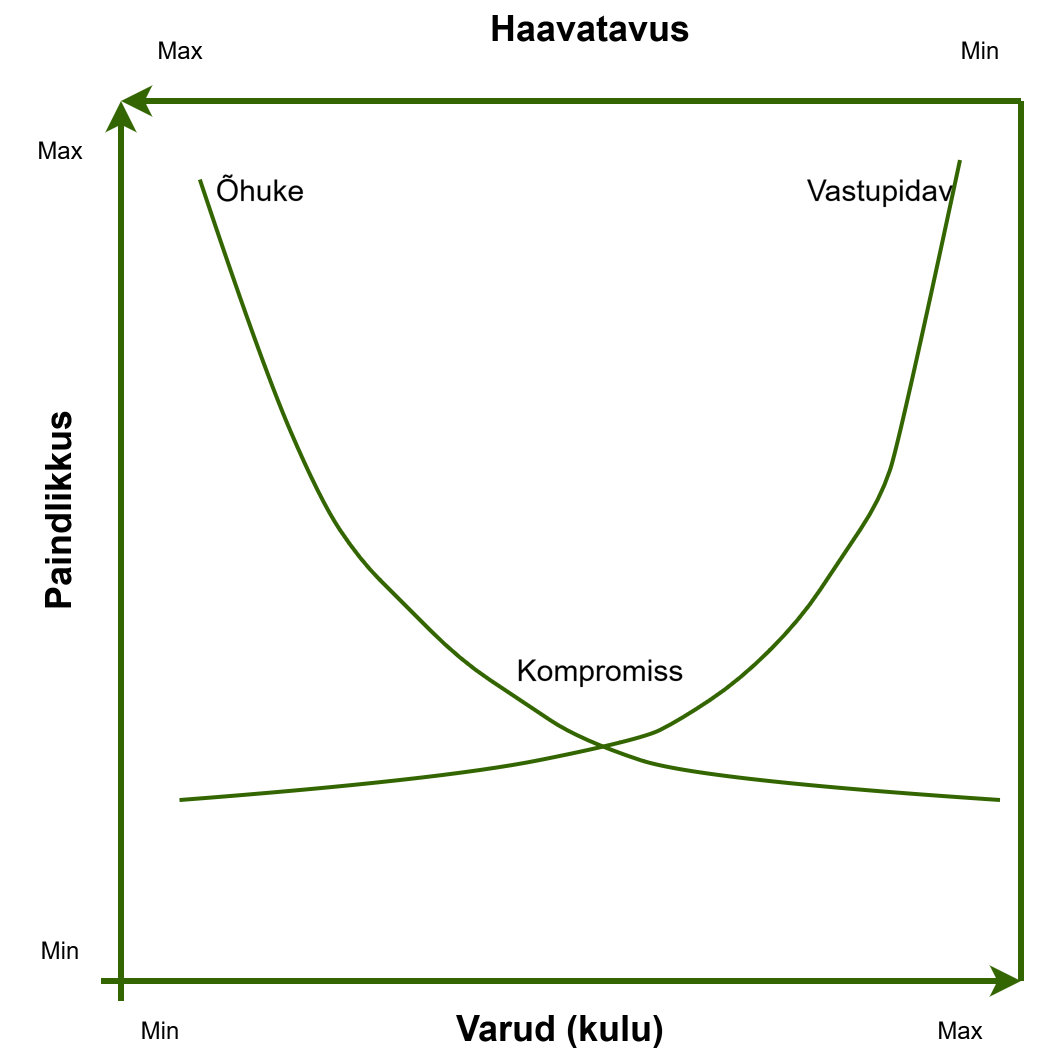 Haavatavus
Max
Min
Max
Õhuke
Vastupidav
Paindlikkus
Kompromiss
Min
Min
Varud (kulu)
Max